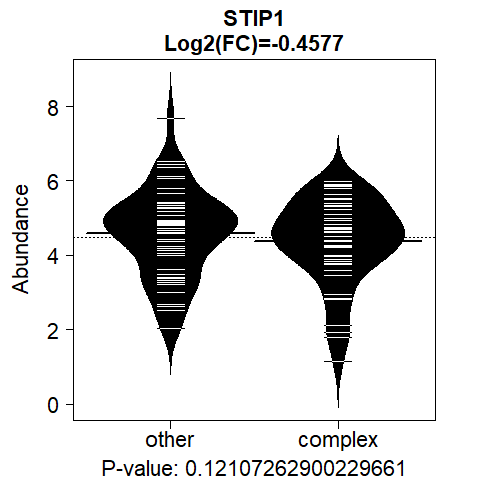 STIP1
Log2(FC)=-0.4577
Abundance
8
6
4
2
0
other complex
P-value: 0.12107262900229661